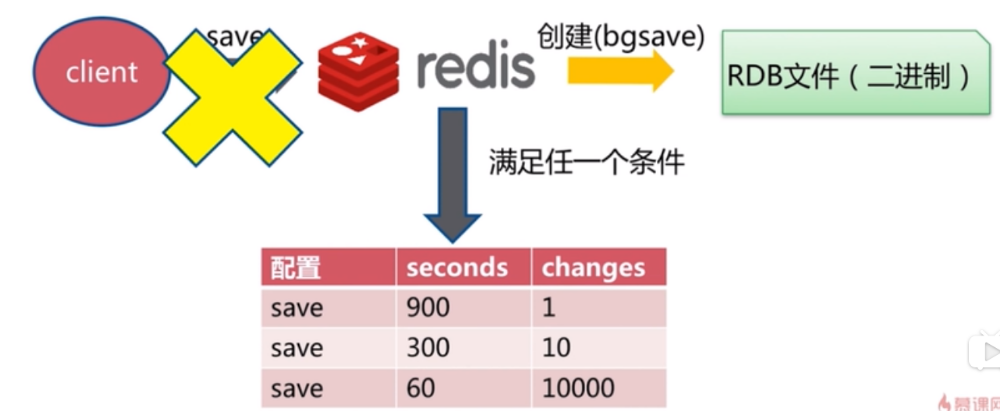 client
save
redis
创建(bgsave)
RDB文件（二进制）
满足任一个条件
配置 seconds changes
save 900 1
save 300 10
save 60 10000
慕课网